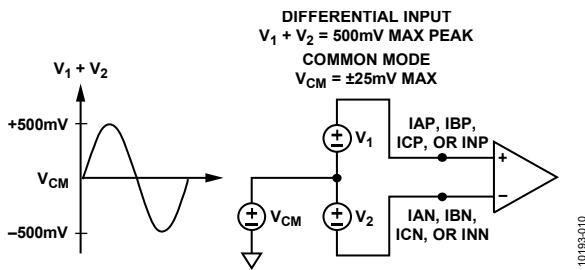 DIFFERENTIAL INPUT
V1 + V2 = 500mV MAX PEAK
COMMON MODE
VCM = ±25mV MAX
V1 + V2
+500mV
VCM
–500mV
V1
VCM
V2
IAP, IBP,
ICP, OR INP
+
–
IAN, IBN,
ICN, OR INN
10193-010